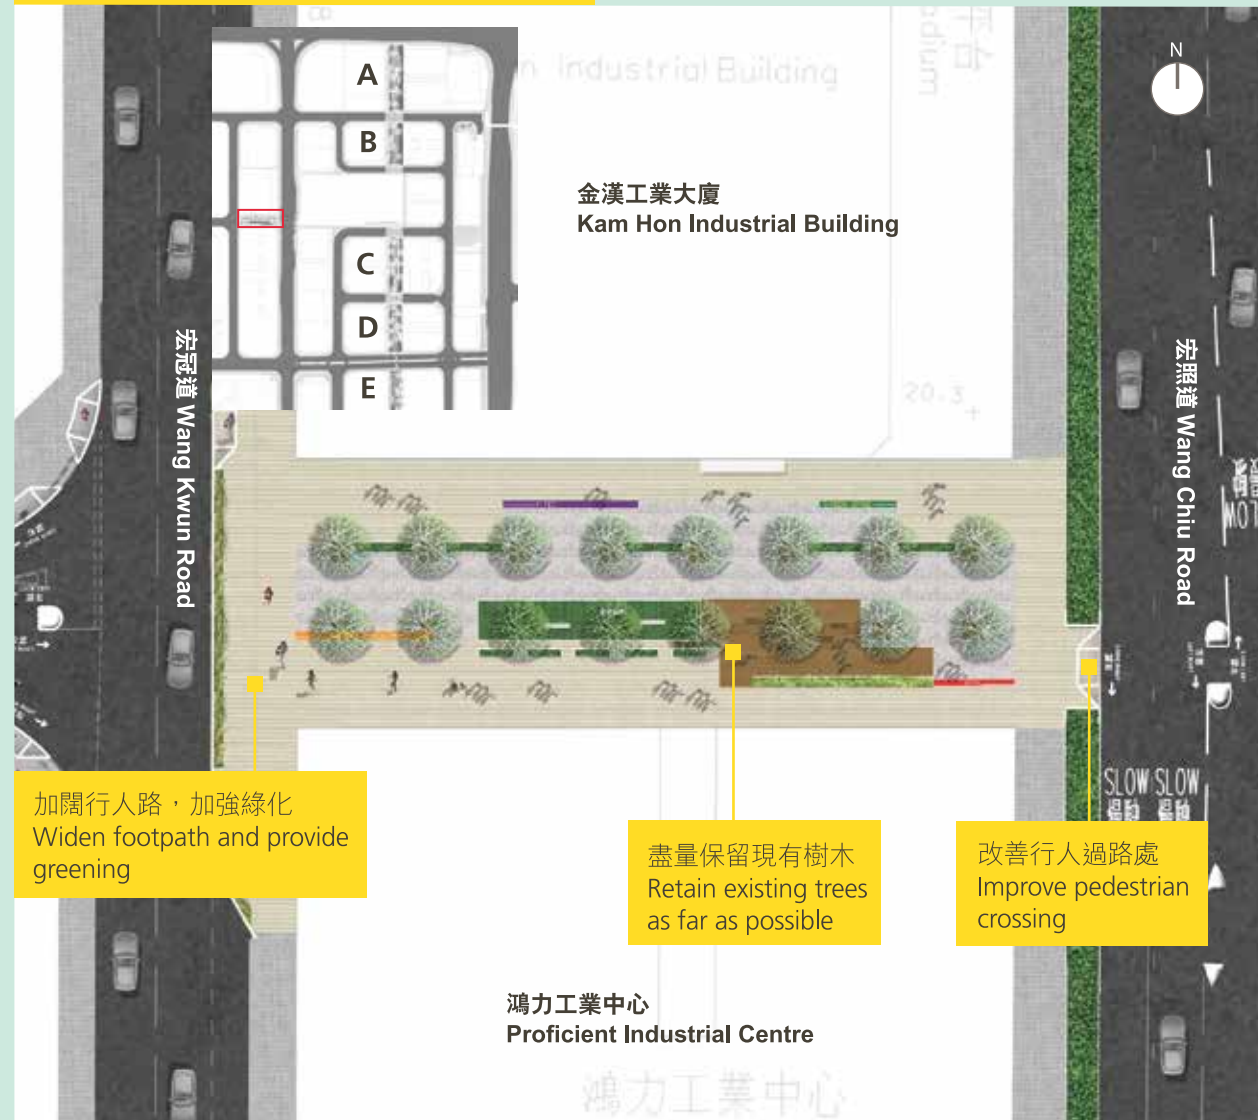 N
A
B
C
D
E
n Industrial Building
平台
adium
金漢工業大廈
Kam Hon Industrial Building
20.3
宏冠道 Wang Kwun Road
宏照道 Wang Chiu Road
SLOW SLOW
加闊行人路，加強綠化
Widen footpath and provide
greening
盡量保留現有樹木
Retain existing trees
as far as possible
改善行人過路處
Improve pedestrian
crossing
鴻力工業中心
Proficient Industrial Centre
鴻力工業中心